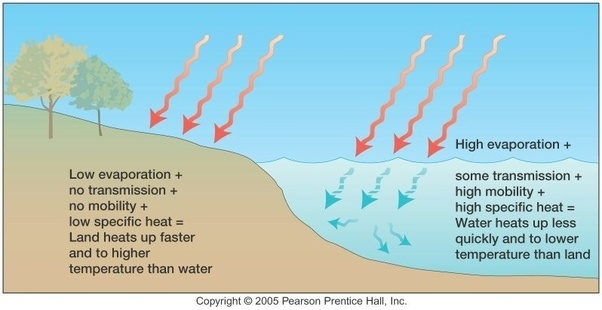 Low evaporation +
no transmission +
no mobility +
low specific heat =
Land heats up faster
and to higher
temperature than water
High evaporation +
some transmission +
high mobility +
high specific heat =
Water heats up less
quickly and to lower
temperature than land
Copyright © 2005 Pearson Prentice Hall, Inc.